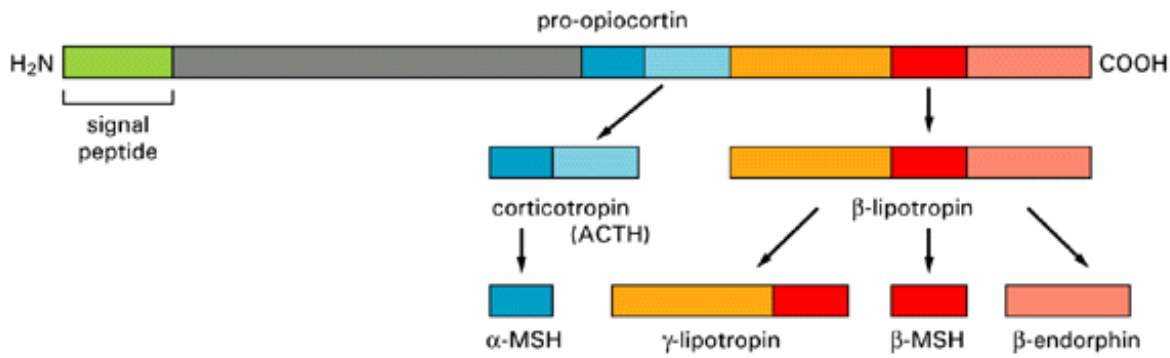 pro-opiocortin
H₂N
COOH
signal
peptide
corticotropin
(ACTH)
β-lipotropin
α-MSH
γ-lipotropin
β-MSH
β-endorphin